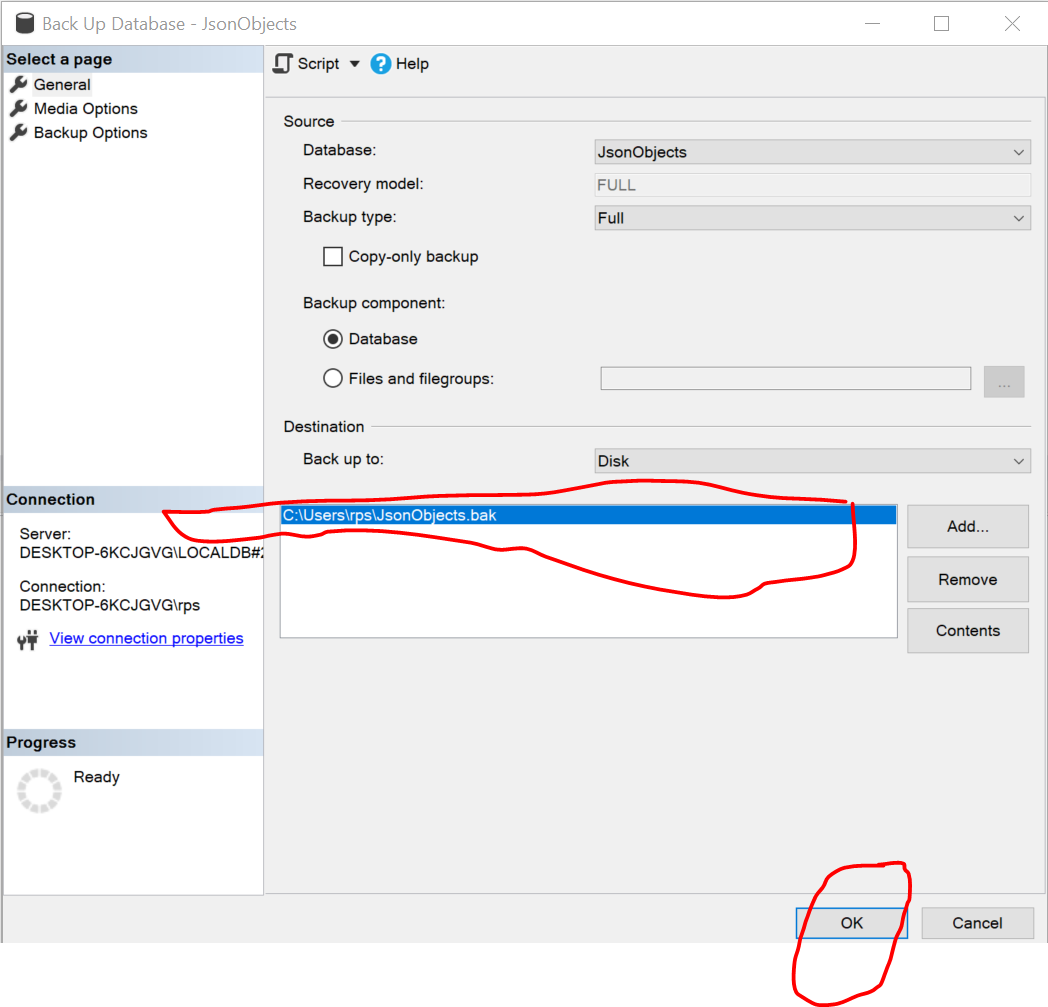 Back Up Database - JsonObjects
Select a page
General
Media Options
Backup Options
Script
? Help
Source
Database:
JsonObjects
Recovery model:
FULL
Backup type:
Full
Copy-only backup
Backup component:
Database
Files and filegroups:
...
Destination
Back up to:
Disk
C:\Users\rps\JsonObjects.bak
Add...
Remove
Contents
Connection
Server:
DESKTOP-6KCJGVG\LOCALDB#2
Connection:
DESKTOP-6KCJGVG\rps
View connection properties
Progress
Ready
OK
Cancel